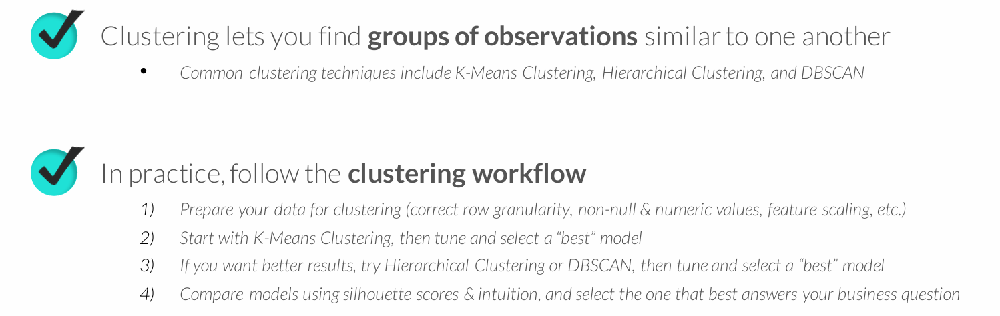 Clustering lets you find groups of observations similar to one another
• Common clustering techniques include K-Means Clustering, Hierarchical Clustering, and DBSCAN
In practice, follow the clustering workflow
1) Prepare your data for clustering (correct row granularity, non-null & numeric values, feature scaling, etc.)
2) Start with K-Means Clustering, then tune and select a “best” model
3) If you want better results, try Hierarchical Clustering or DBSCAN, then tune and select a “best” model
4) Compare models using silhouette scores & intuition, and select the one that best answers your business question